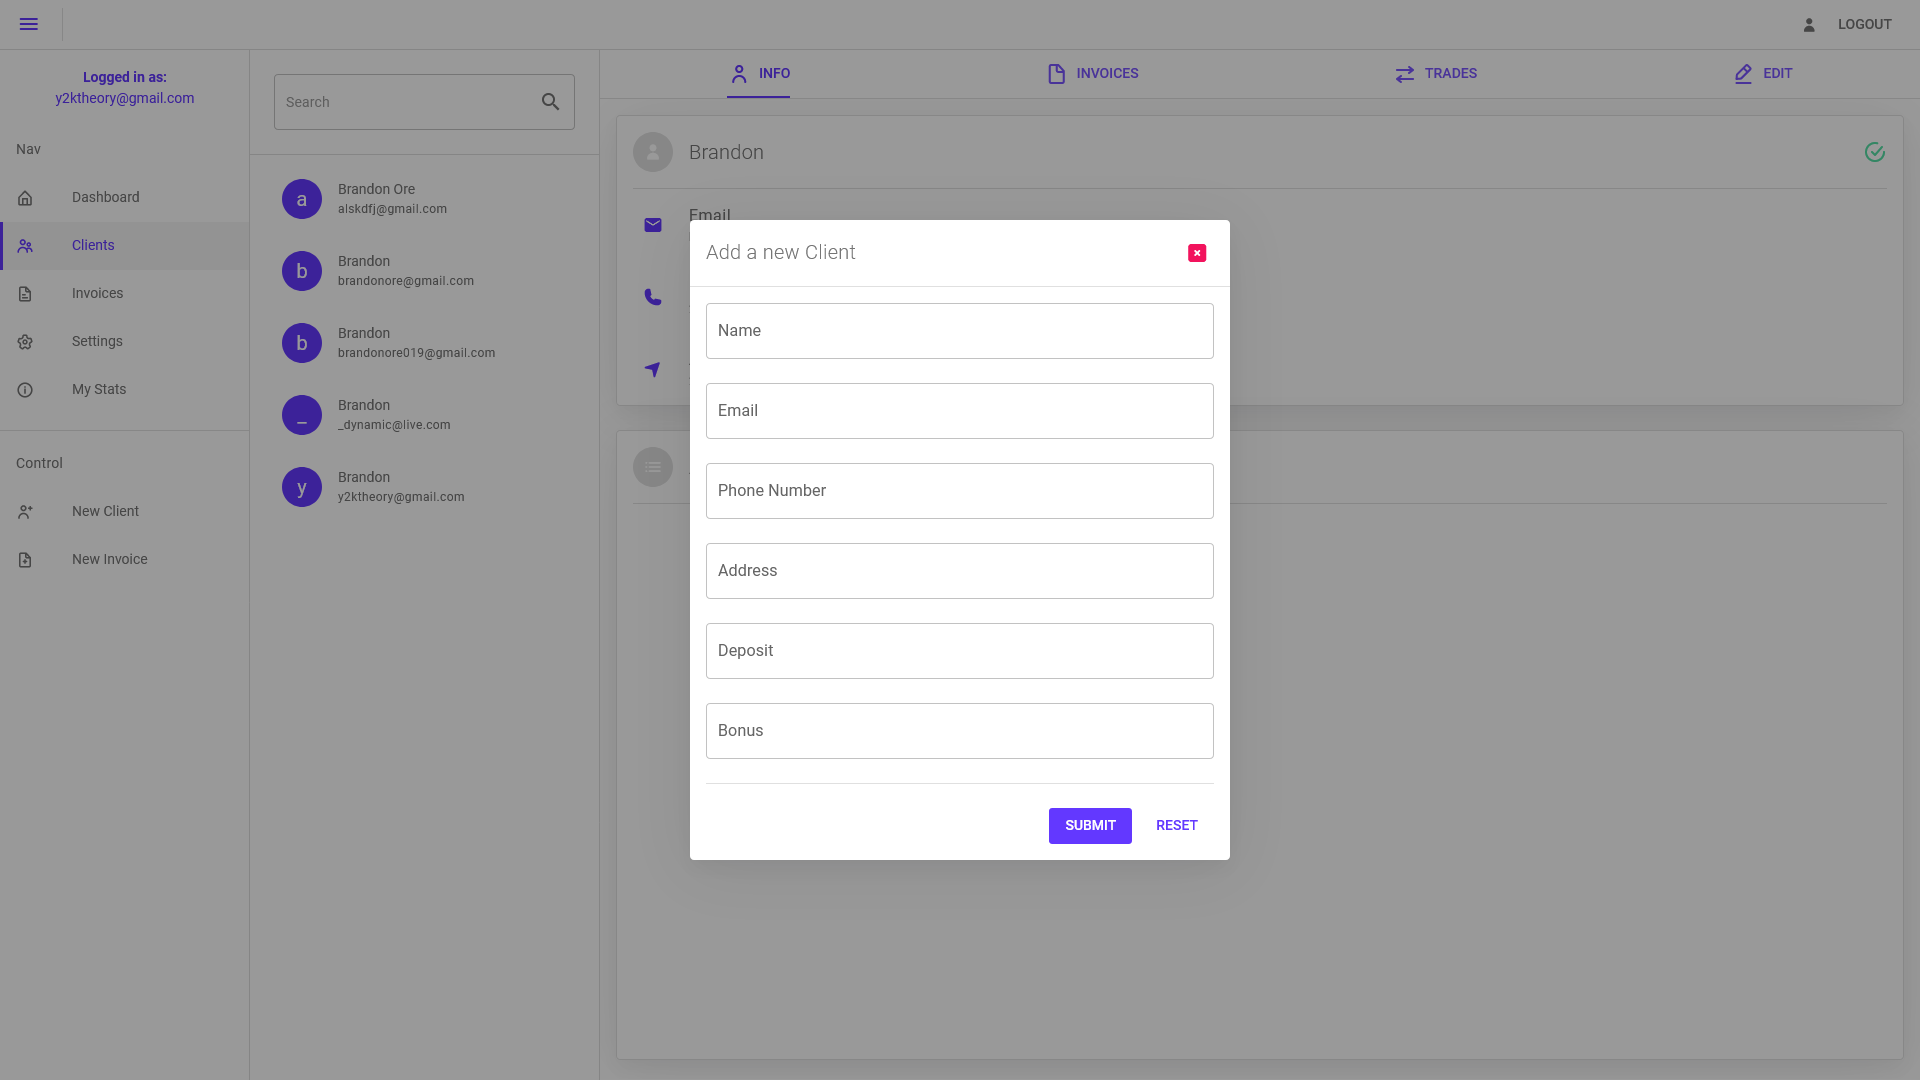 LOGOUT
Logged in as:
y2ktheory@gmail.com
Nav
Dashboard
Clients
Invoices
Settings
My Stats
Control
New Client
New Invoice
Search
a
Brandon Ore
alskdfj@gmail.com
b
Brandon
brandonore@gmail.com
b
Brandon
brandonore019@gmail.com
_
Brandon
_dynamic@live.com
y
Brandon
y2ktheory@gmail.com
INFO
INVOICES
TRADES
EDIT
Brandon
Email
Add a new Client
Name
Email
Phone Number
Address
Deposit
Bonus
SUBMIT
RESET